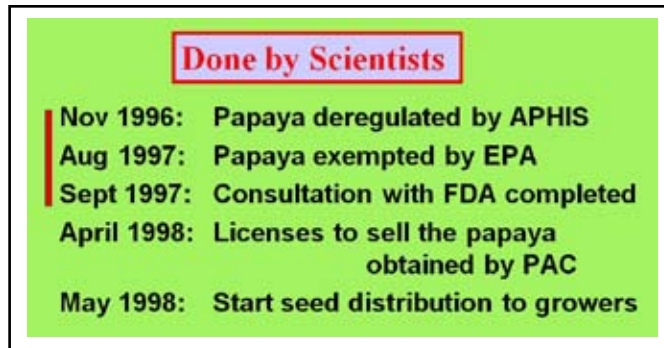 Done by Scientists
Nov 1996: Papaya deregulated by APHIS
Aug 1997: Papaya exempted by EPA
Sept 1997: Consultation with FDA completed
April 1998: Licenses to sell the papaya
obtained by PAC
May 1998: Start seed distribution to growers